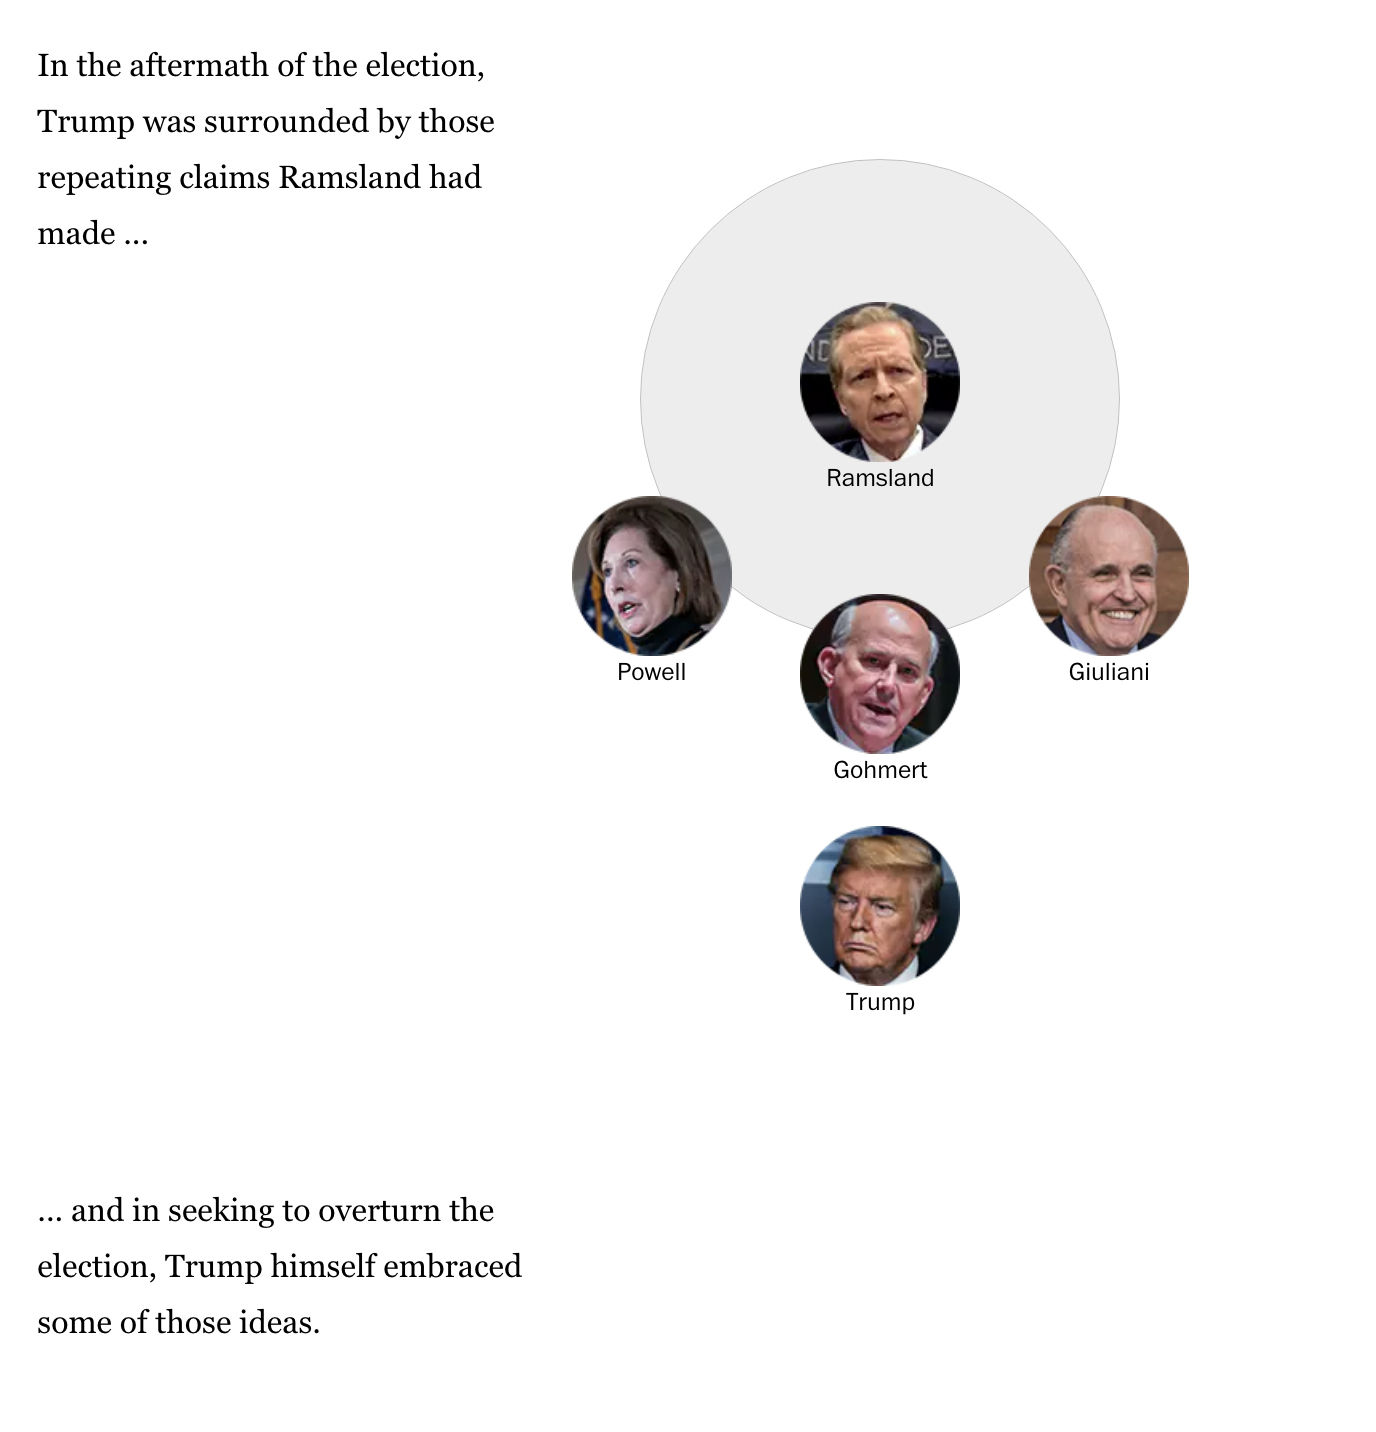 In the aftermath of the election,
Trump was surrounded by those
repeating claims Ramsland had
made ...
Ramsland
Powell
Giuliani
Gohmert
Trump
... and in seeking to overturn the
election, Trump himself embraced
some of those ideas.